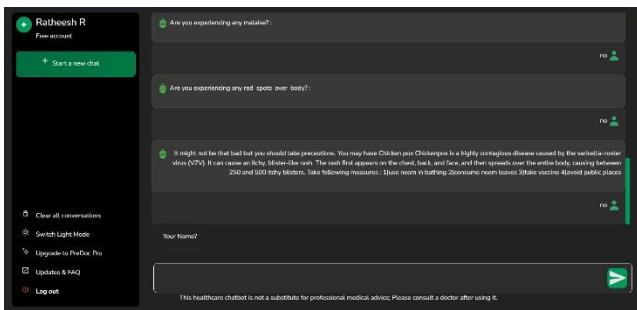 Ratheesh R
Free account
+ Start a new chat
Clear all conversations
Switch Light Mode
Upgrade to PreDoc Pro
Updates & FAQ
Log out
Are you experiencing any malaise? :
no
Are you experiencing any red spots over body? :
no
It might not be that bad but you should take precautions. You may have Chicken pox Chickenpox is a highly contagious disease caused by the varicella-zoster
virus (VZV). It can cause an itchy, blister-like rash. The rash first appears on the chest, back, and face, and then spreads over the entire body, causing between
250 and 500 itchy blisters. Take following measures : 1)use neem in bathing 2)consume neem leaves 3)take vaccine 4)avoid public places
no
Your Name?
This healthcare chatbot is not a substitute for professional medical advice; Please consult a doctor after using it.